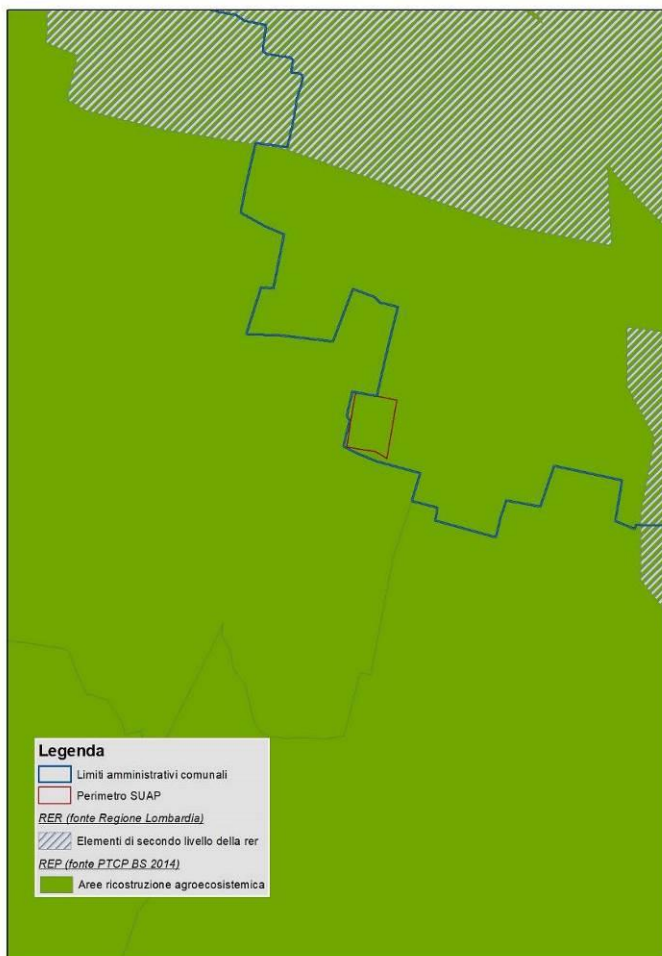 Legenda
Limiti amministrativi comunali
Perimetro SUAP
RER (fonte Regione Lombardia)
Elementi di secondo livello della rer
REP (fonte PTCP BS 2014)
Aree ricostruzione agroecosistemica